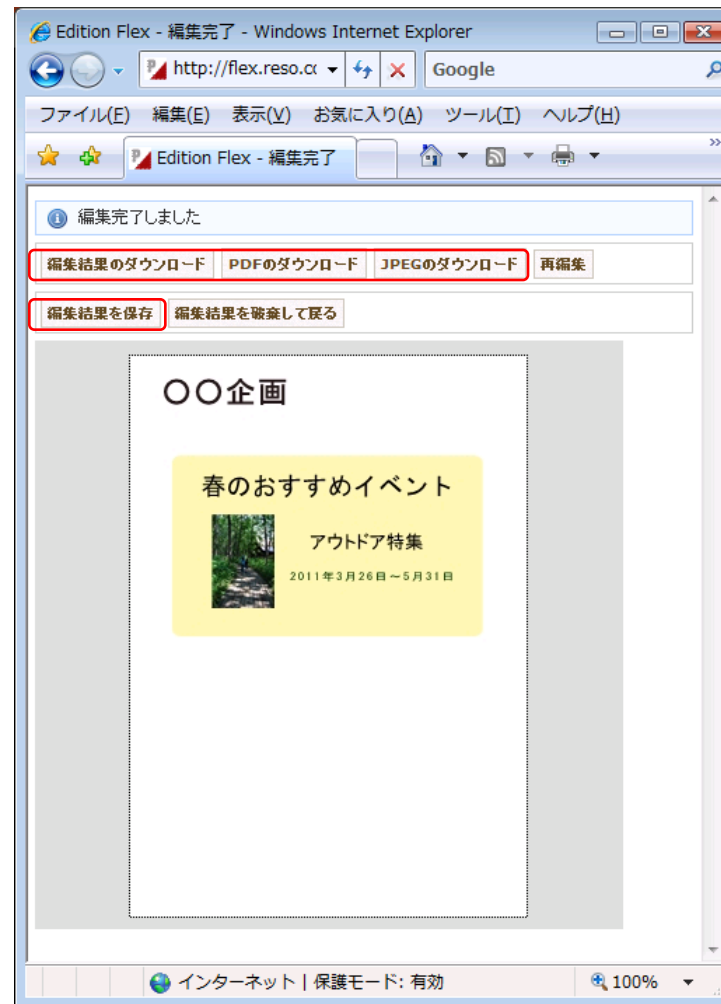 Edition Flex - 編集完了 - Windows Internet Explorer
http://flex.reso.cc
Google
ファイル(F) 編集(E) 表示(V) お気に入り(A) ツール(T) ヘルプ(H)
Edition Flex - 編集完了
編集完了しました
編集結果のダウンロード PDFのダウンロード JPEGのダウンロード 再編集
編集結果を保存 編集結果を破棄して戻る
〇〇企画
春のおすすめイベント
アウトドア特集
2011年3月26日~5月31日
インターネット | 保護モード: 有効 100%